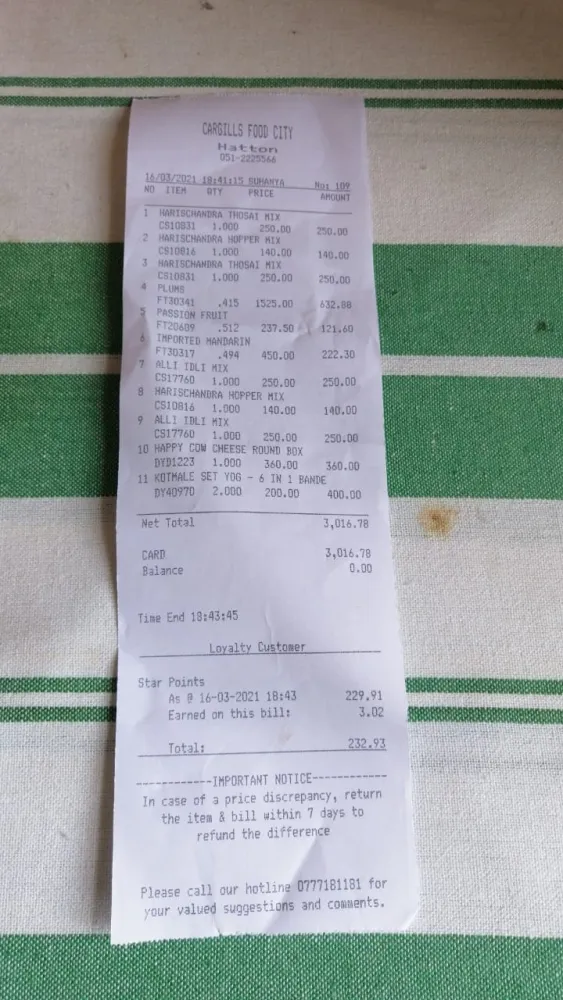 CARGILLS FOOD CITY
Hatton
051-2225566
16/03/2021 18:41:15 SUHANYA No: 109
NO ITEM QTY PRICE AMOUNT
1 HARISCHANDRA THOSAI MIX
CS10831 1.000 250.00 250.00
2 HARISCHANDRA HOPPER MIX
CS10816 1.000 140.00 140.00
3 HARISCHANDRA THOSAI MIX
CS10831 1.000 250.00 250.00
4 PLUMS
FT30341 .415 1525.00 632.88
5 PASSION FRUIT
FT20609 .512 237.50 121.60
6 IMPORTED MANDARIN
FT30317 .494 450.00 222.30
7 ALLI IDLI MIX
CS17760 1.000 250.00 250.00
8 HARISCHANDRA HOPPER MIX
CS10816 1.000 140.00 140.00
9 ALLI IDLI MIX
CS17760 1.000 250.00 250.00
10 HAPPY COW CHEESE ROUND BOX
DYD1223 1.000 360.00 360.00
11 KOTMALE SET YOG - 6 IN 1 BANDE
DY40970 2.000 200.00 400.00
Net Total 3,016.78
CARD 3,016.78
Balance 0.00
Time End 18:43:45
Loyalty Customer
Star Points
As @ 16-03-2021 18:43 229.91
Earned on this bill: 3.02
Total: 232.93
------------IMPORTANT NOTICE------------
In case of a price discrepancy, return
the item & bill within 7 days to
refund the difference
Please call our hotline 0777181181 for
your valued suggestions and comments.